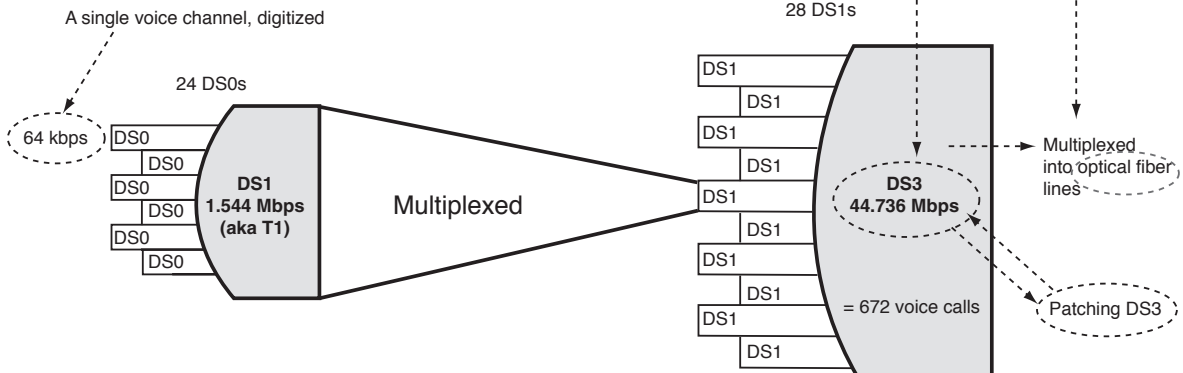 A single voice channel, digitized
24 DS0s
64 kbps
DS0
DS0
DS0
DS0
DS0
DS0
DS1
1.544 Mbps
(aka T1)
Multiplexed
28 DS1s
DS1
DS1
DS1
DS1
DS1
DS1
DS1
DS1
DS1
DS1
DS3
44.736 Mbps
= 672 voice calls
Multiplexed
into optical fiber
lines
Patching DS3